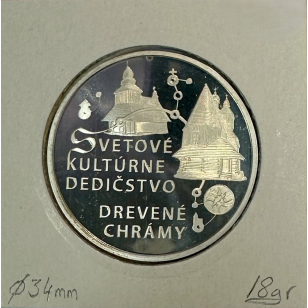 SVETOVÉ
KULTÚRNE
DEDIČSTVO
DREVENÉ
CHRÁMY
Ø34mm
18gr